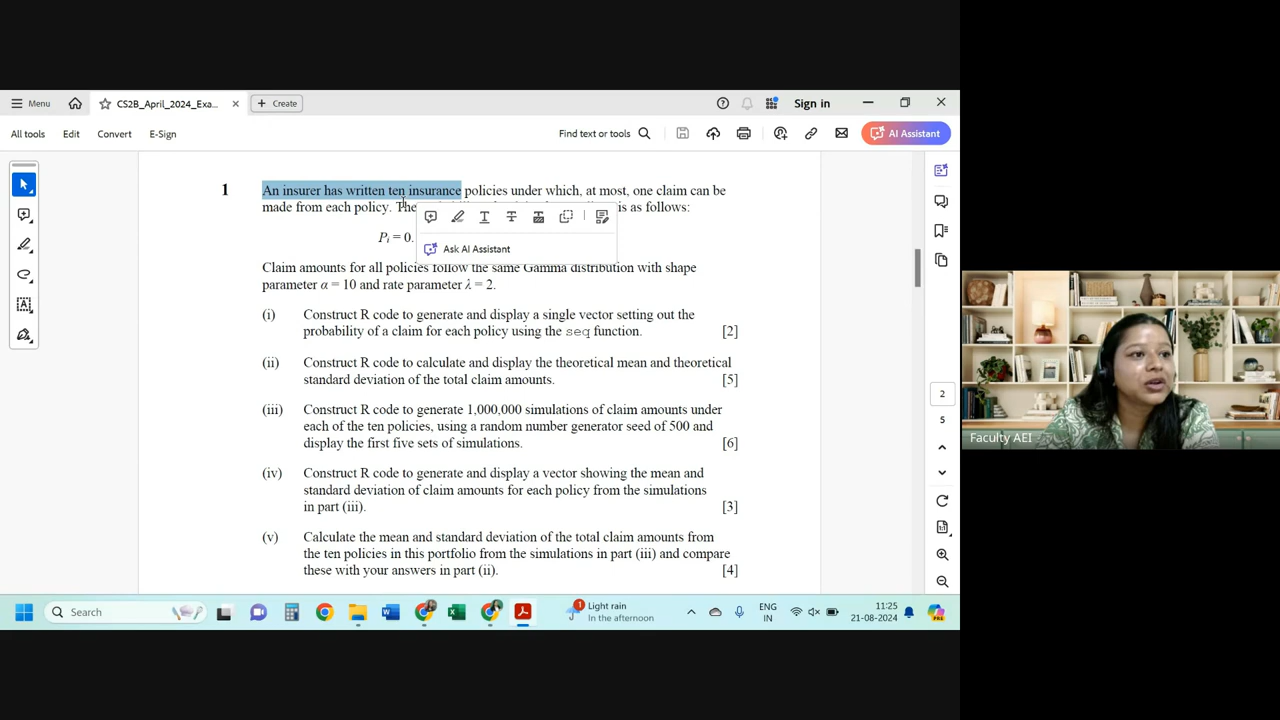 Menu
CS2B_April_2024_Exa...
Create
Sign in
All tools
Edit
Convert
E-Sign
Find text or tools
AI Assistant
1
An insurer has written ten insurance policies under which, at most, one claim can be
made from each policy. The is as follows:
Pi = 0.
Ask AI Assistant
Claim amounts for all policies follow the same Gamma distribution with shape
parameter α = 10 and rate parameter λ = 2.
(i) Construct R code to generate and display a single vector setting out the
probability of a claim for each policy using the seq function. [2]
(ii) Construct R code to calculate and display the theoretical mean and theoretical
standard deviation of the total claim amounts. [5]
(iii) Construct R code to generate 1,000,000 simulations of claim amounts under
each of the ten policies, using a random number generator seed of 500 and
display the first five sets of simulations. [6]
(iv) Construct R code to generate and display a vector showing the mean and
standard deviation of claim amounts for each policy from the simulations
in part (iii). [3]
(v) Calculate the mean and standard deviation of the total claim amounts from
the ten policies in this portfolio from the simulations in part (iii) and compare
these with your answers in part (ii). [4]
2
5
Faculty AEI
Search
1
Light rain
In the afternoon
ENG
IN
11:25
21-08-2024